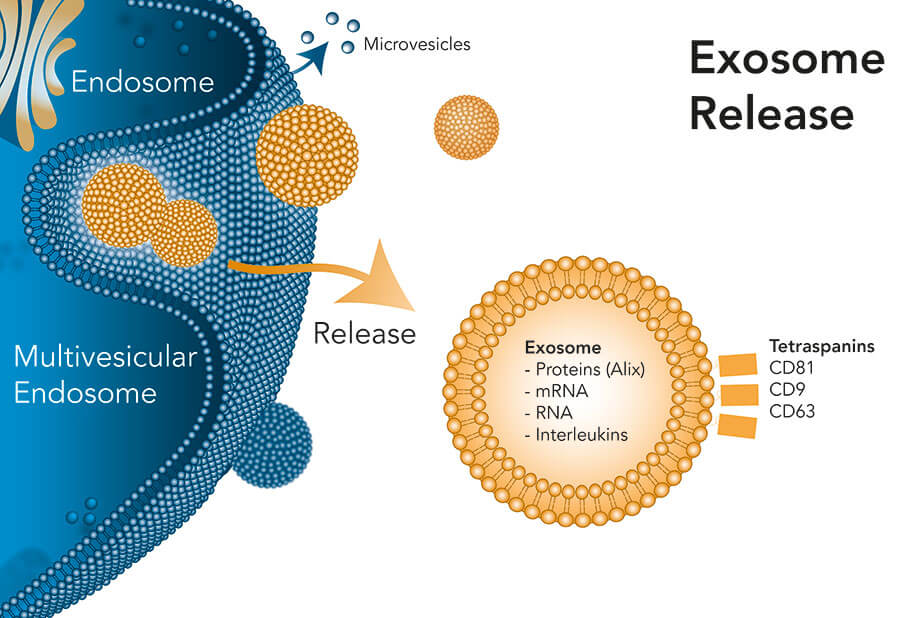 Exosome
Release
Microvesicles
Endosome
Release
Multivesicular
Endosome
Exosome
- Proteins (Alix)
- mRNA
- RNA
- Interleukins
Tetraspanins
CD81
CD9
CD63